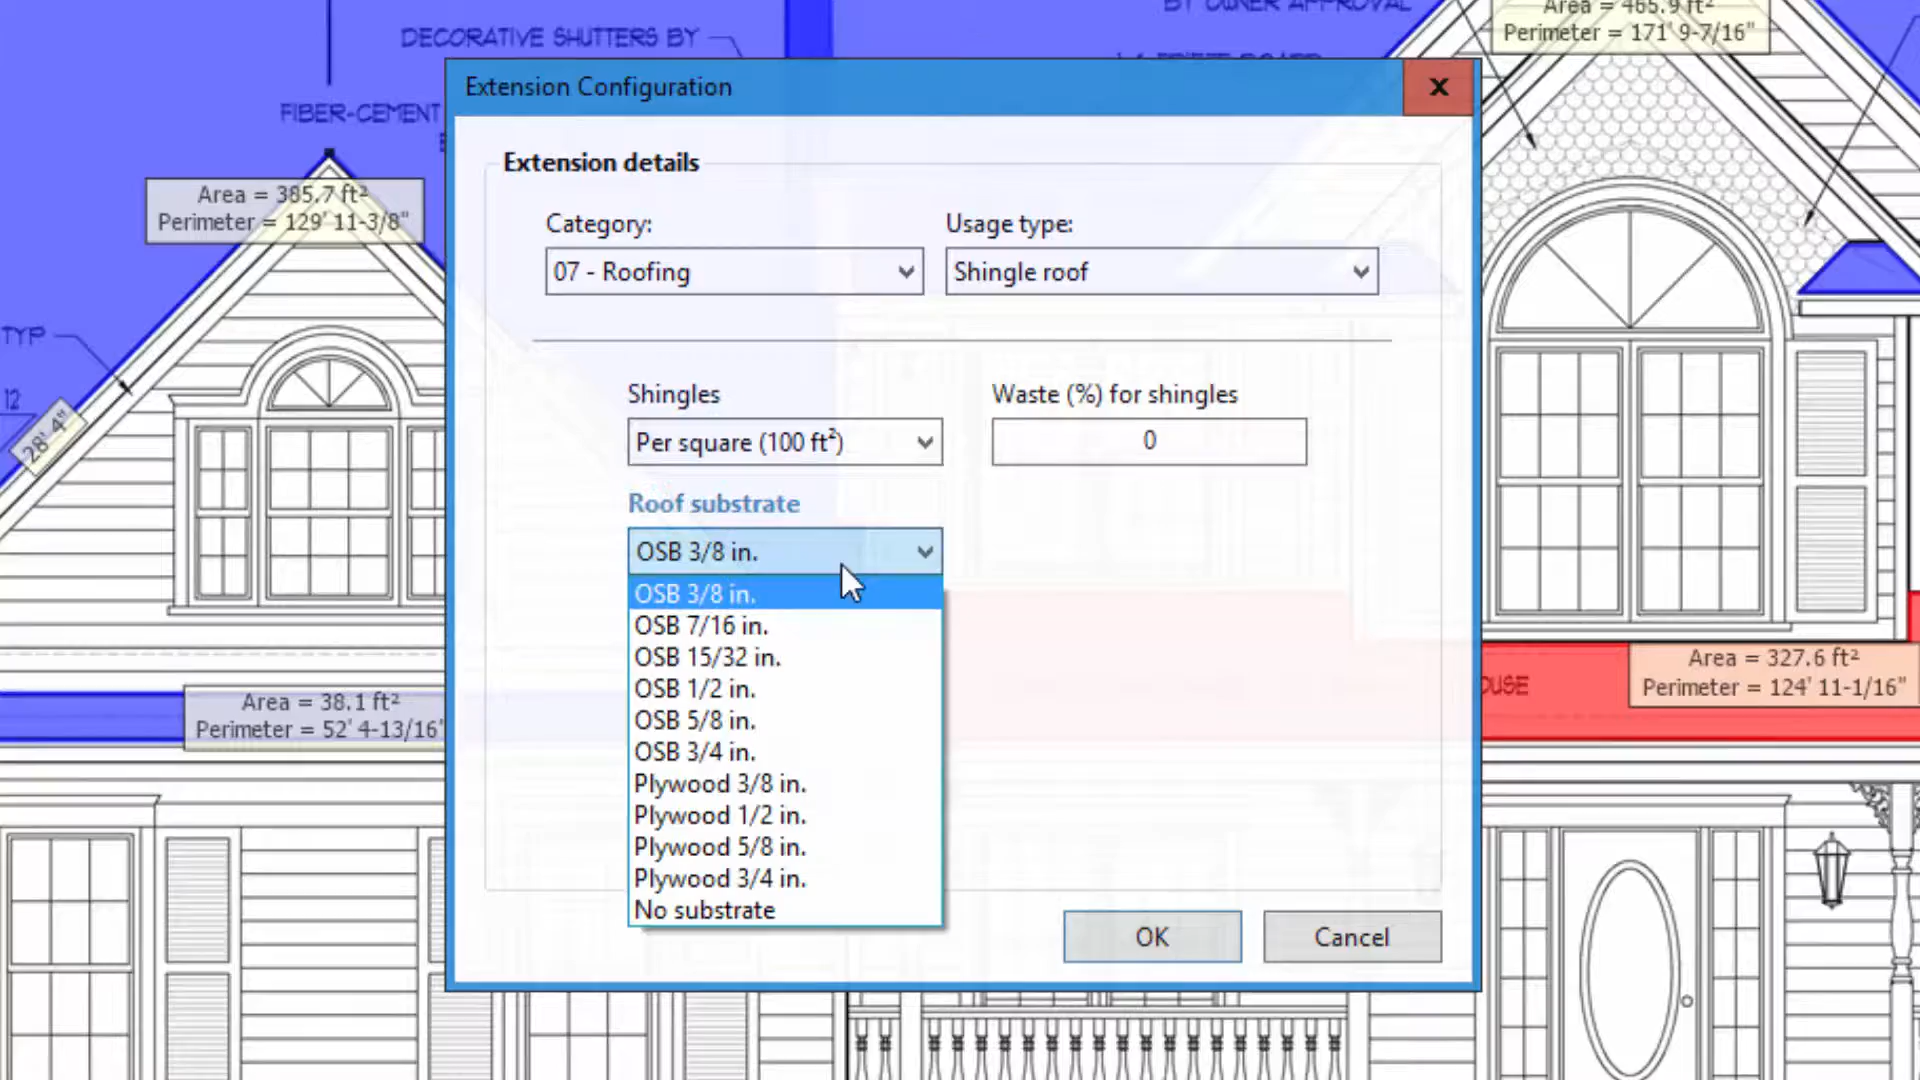 DECORATIVE SHUTTERS BY
BY OWNER APPROVAL
Area = 465.9 ft²
Perimeter = 171' 9-7/16"
FIBER-CEMENT
Area = 385.7 ft²
Perimeter = 129' 11-3/8"
TYP
12
28' 4"
Extension Configuration
X
Extension details
Category:
Usage type:
07 - Roofing
Shingle roof
Shingles
Waste (%) for shingles
Per square (100 ft²)
0
Roof substrate
OSB 3/8 in.
OSB 3/8 in.
OSB 7/16 in.
OSB 15/32 in.
OSB 1/2 in.
OSB 5/8 in.
OSB 3/4 in.
Plywood 3/8 in.
Plywood 1/2 in.
Plywood 5/8 in.
Plywood 3/4 in.
No substrate
OK
Cancel
Area = 38.1 ft²
Perimeter = 52' 4-13/16"
OUSE
Area = 327.6 ft²
Perimeter = 124' 11-1/16"